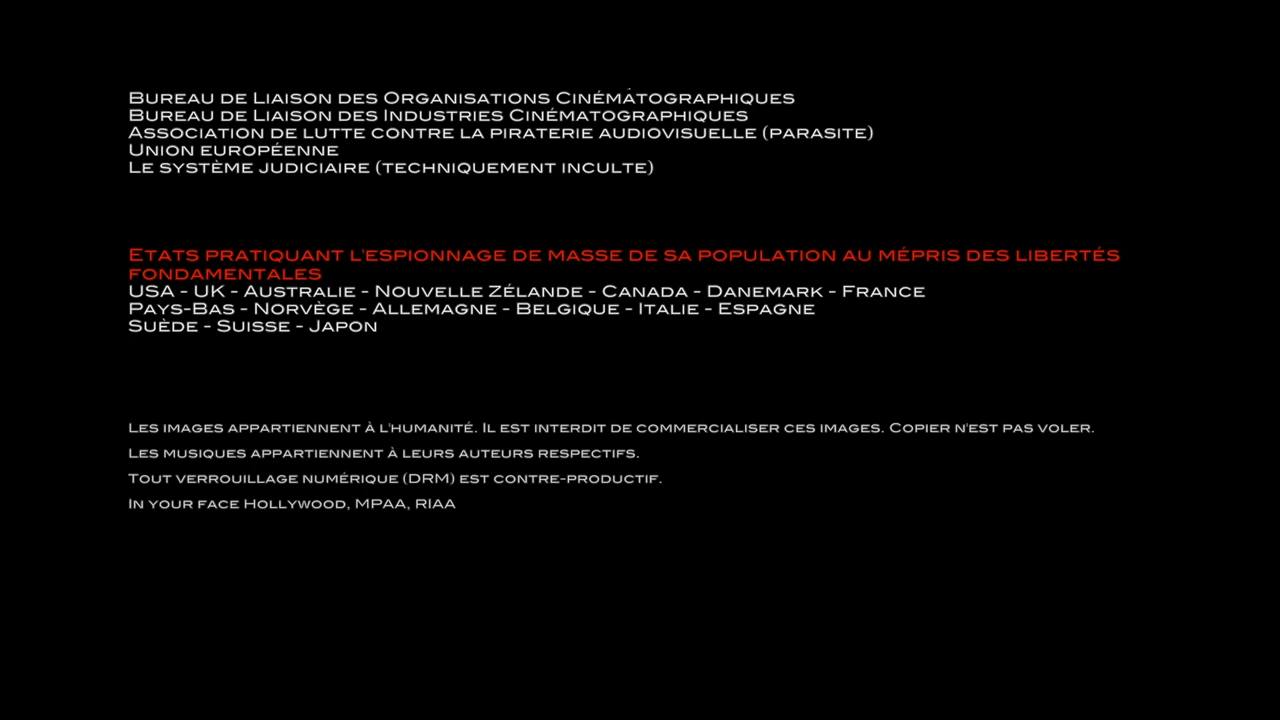 Bureau de Liaison des Organisations Cinématographiques
Bureau de Liaison des Industries Cinématographiques
Association de lutte contre la piraterie audiovisuelle (parasite)
Union européenne
Le système judiciaire (techniquement inculte)
Etats pratiquant l'espionnage de masse de sa population au mépris des libertés
fondamentales
USA - UK - Australie - Nouvelle Zélande - Canada - Danemark - France
Pays-Bas - Norvège - Allemagne - Belgique - Italie - Espagne
Suède - Suisse - Japon
Les images appartiennent à l'humanité. Il est interdit de commercialiser ces images. Copier n'est pas voler.
Les musiques appartiennent à leurs auteurs respectifs.
Tout verrouillage numérique (DRM) est contre-productif.
In your face Hollywood, MPAA, RIAA